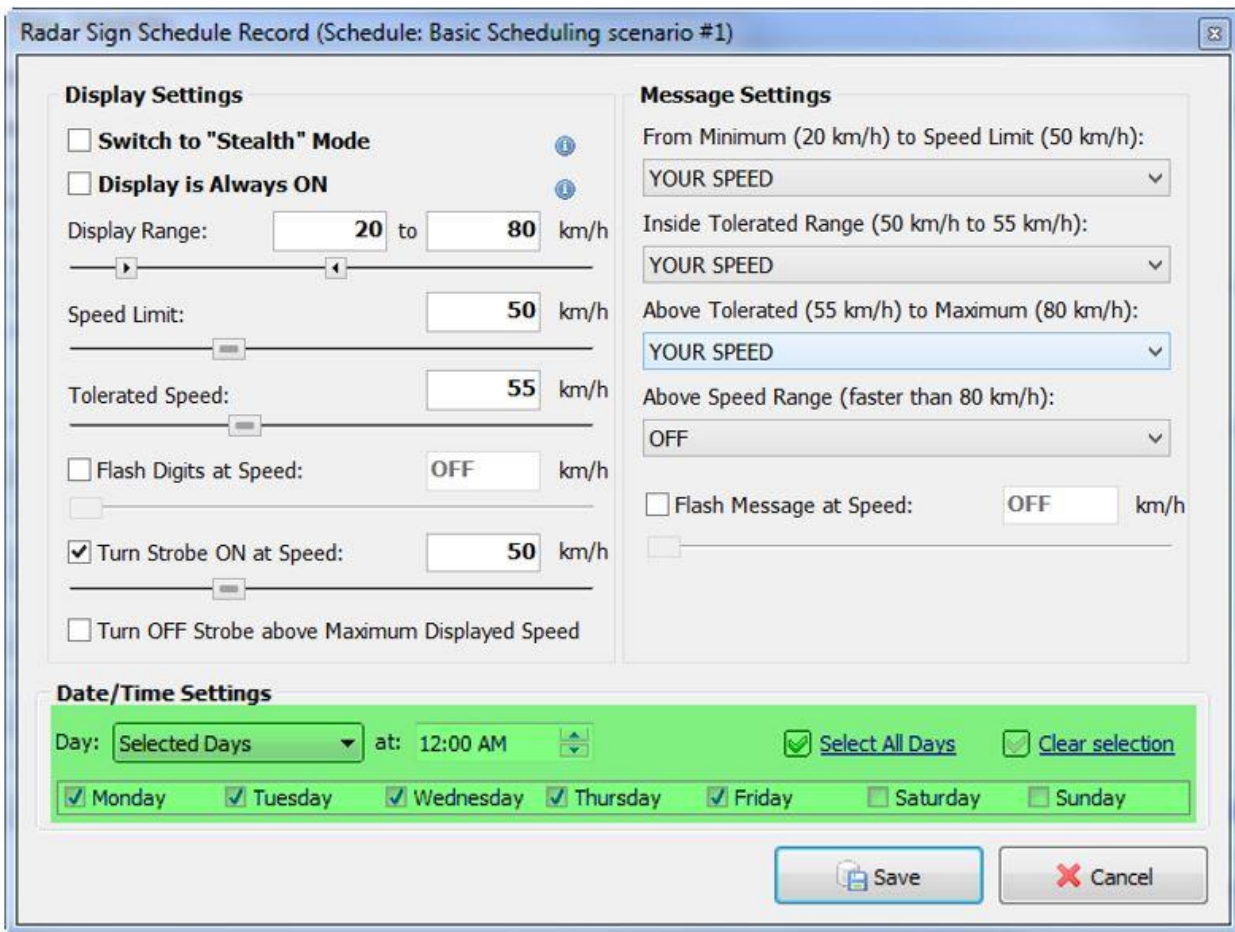 Radar Sign Schedule Record (Schedule: Basic Scheduling scenario #1)
Display Settings
Switch to "Stealth" Mode
Display is Always ON
Display Range: 20 to 80 km/h
Speed Limit: 50 km/h
Tolerated Speed: 55 km/h
Flash Digits at Speed: OFF km/h
Turn Strobe ON at Speed: 50 km/h
Turn OFF Strobe above Maximum Displayed Speed
Message Settings
From Minimum (20 km/h) to Speed Limit (50 km/h):
YOUR SPEED
Inside Tolerated Range (50 km/h to 55 km/h):
YOUR SPEED
Above Tolerated (55 km/h) to Maximum (80 km/h):
YOUR SPEED
Above Speed Range (faster than 80 km/h):
OFF
Flash Message at Speed: OFF km/h
Date/Time Settings
Day: Selected Days at: 12:00 AM Select All Days Clear selection
Monday Tuesday Wednesday Thursday Friday Saturday Sunday
Save Cancel